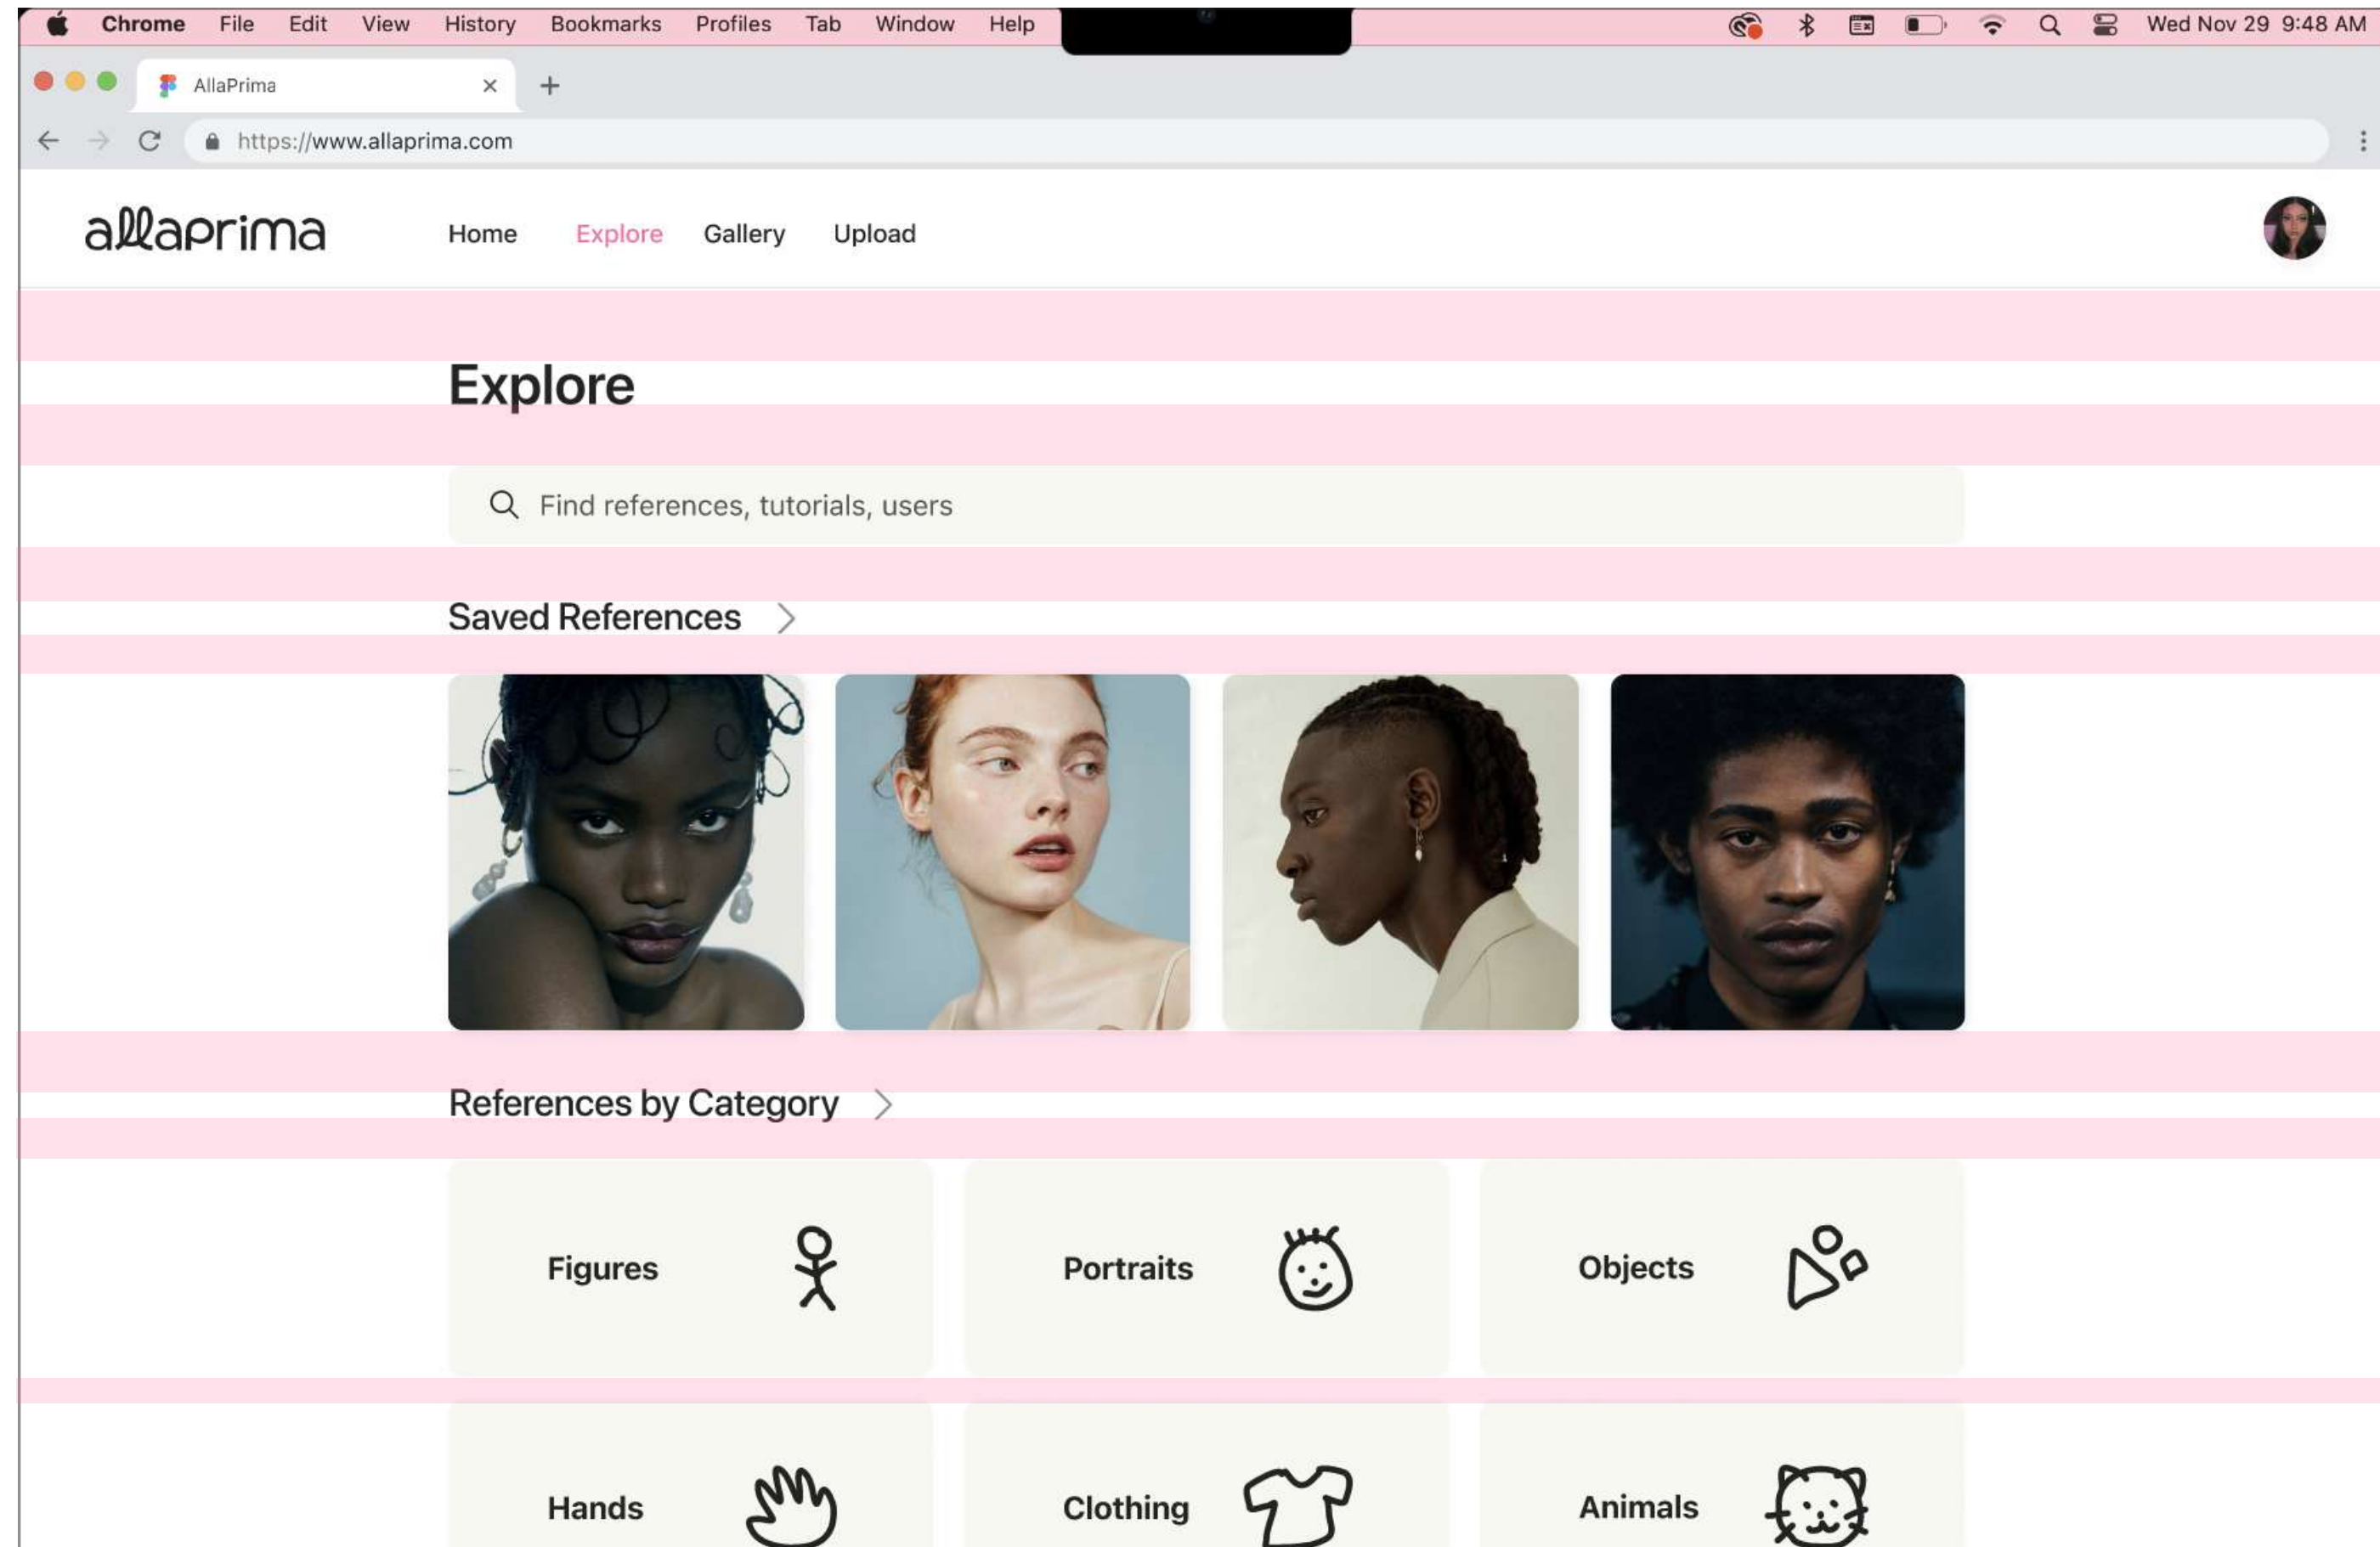 Chrome File Edit View History Bookmarks Profiles Tab Window Help Wed Nov 29 9:48 AM
AllaPrima
https://www.allaprima.com
allaprima Home Explore Gallery Upload
Explore
Find references, tutorials, users
Saved References
References by Category
Figures Portraits Objects
Hands Clothing Animals